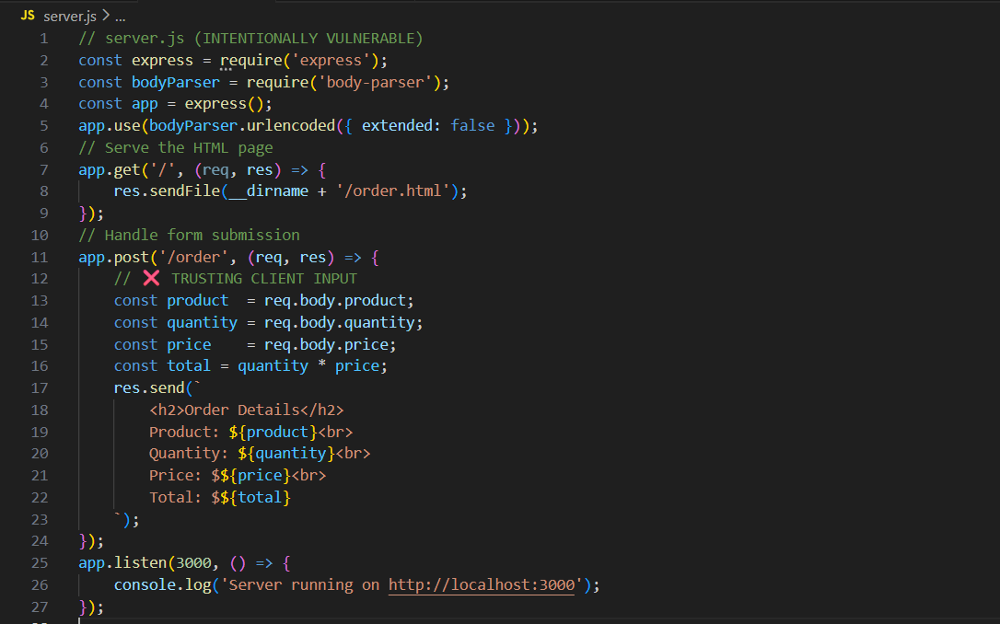 JS server.js > ...
1 // server.js (INTENTIONALLY VULNERABLE)
2 const express = require('express');
3 const bodyParser = require('body-parser');
4 const app = express();
5 app.use(bodyParser.urlencoded({ extended: false }));
6 // Serve the HTML page
7 app.get('/', (req, res) => {
8     res.sendFile(__dirname + '/order.html');
9 });
10 // Handle form submission
11 app.post('/order', (req, res) => {
12     // ❌ TRUSTING CLIENT INPUT
13     const product  = req.body.product;
14     const quantity = req.body.quantity;
15     const price    = req.body.price;
16     const total = quantity * price;
17     res.send(`
18         <h2>Order Details</h2>
19         Product: ${product}<br>
20         Quantity: ${quantity}<br>
21         Price: $${price}<br>
22         Total: $${total}
23     `);
24 });
25 app.listen(3000, () => {
26     console.log('Server running on http://localhost:3000');
27 });